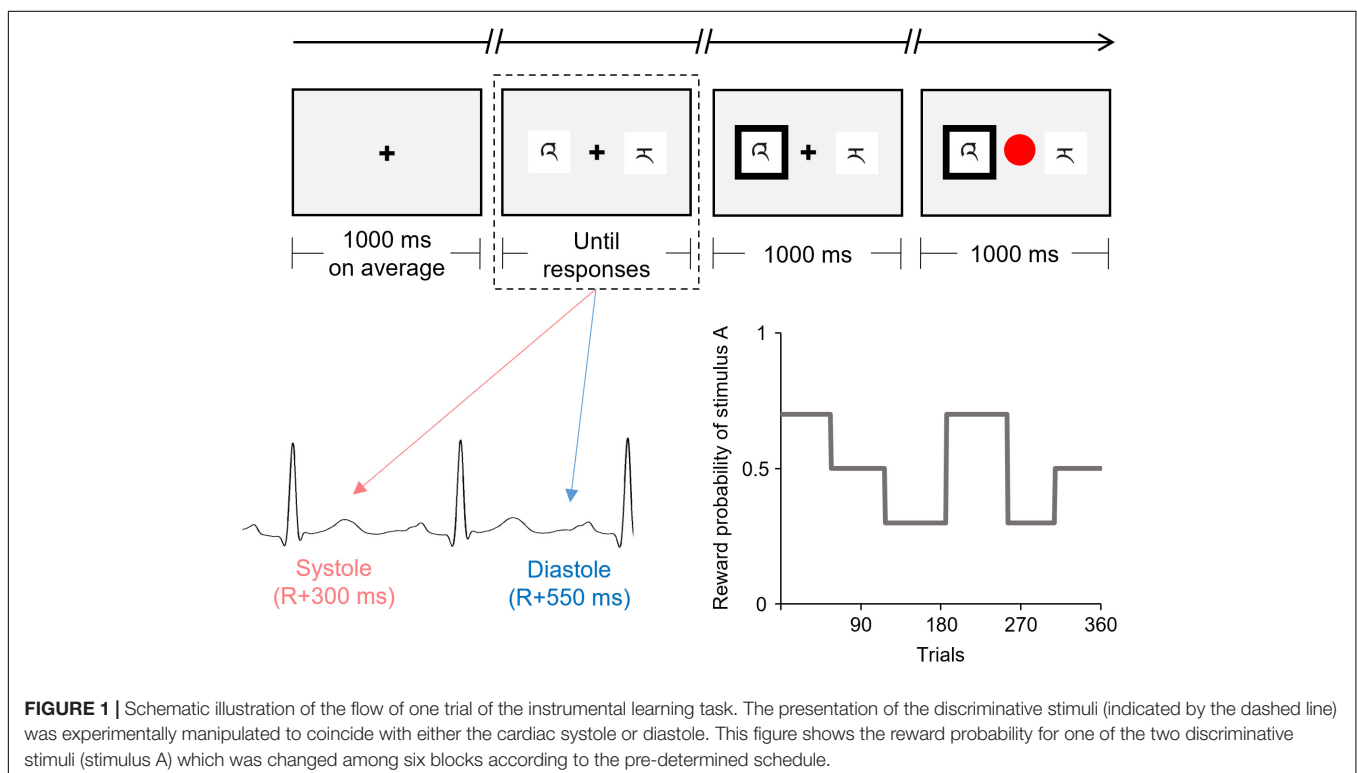 +
འ + ཏ
འ + ཏ
འ ཏ
1000 ms
on average
Until
responses
1000 ms
1000 ms
Systole
(R+300 ms)
Diastole
(R+550 ms)
Reward probability of stimulus A
1
0.5
0
90 180 270 360
Trials
FIGURE 1 | Schematic illustration of the flow of one trial of the instrumental learning task. The presentation of the discriminative stimuli (indicated by the dashed line)
was experimentally manipulated to coincide with either the cardiac systole or diastole. This figure shows the reward probability for one of the two discriminative
stimuli (stimulus A) which was changed among six blocks according to the pre-determined schedule.